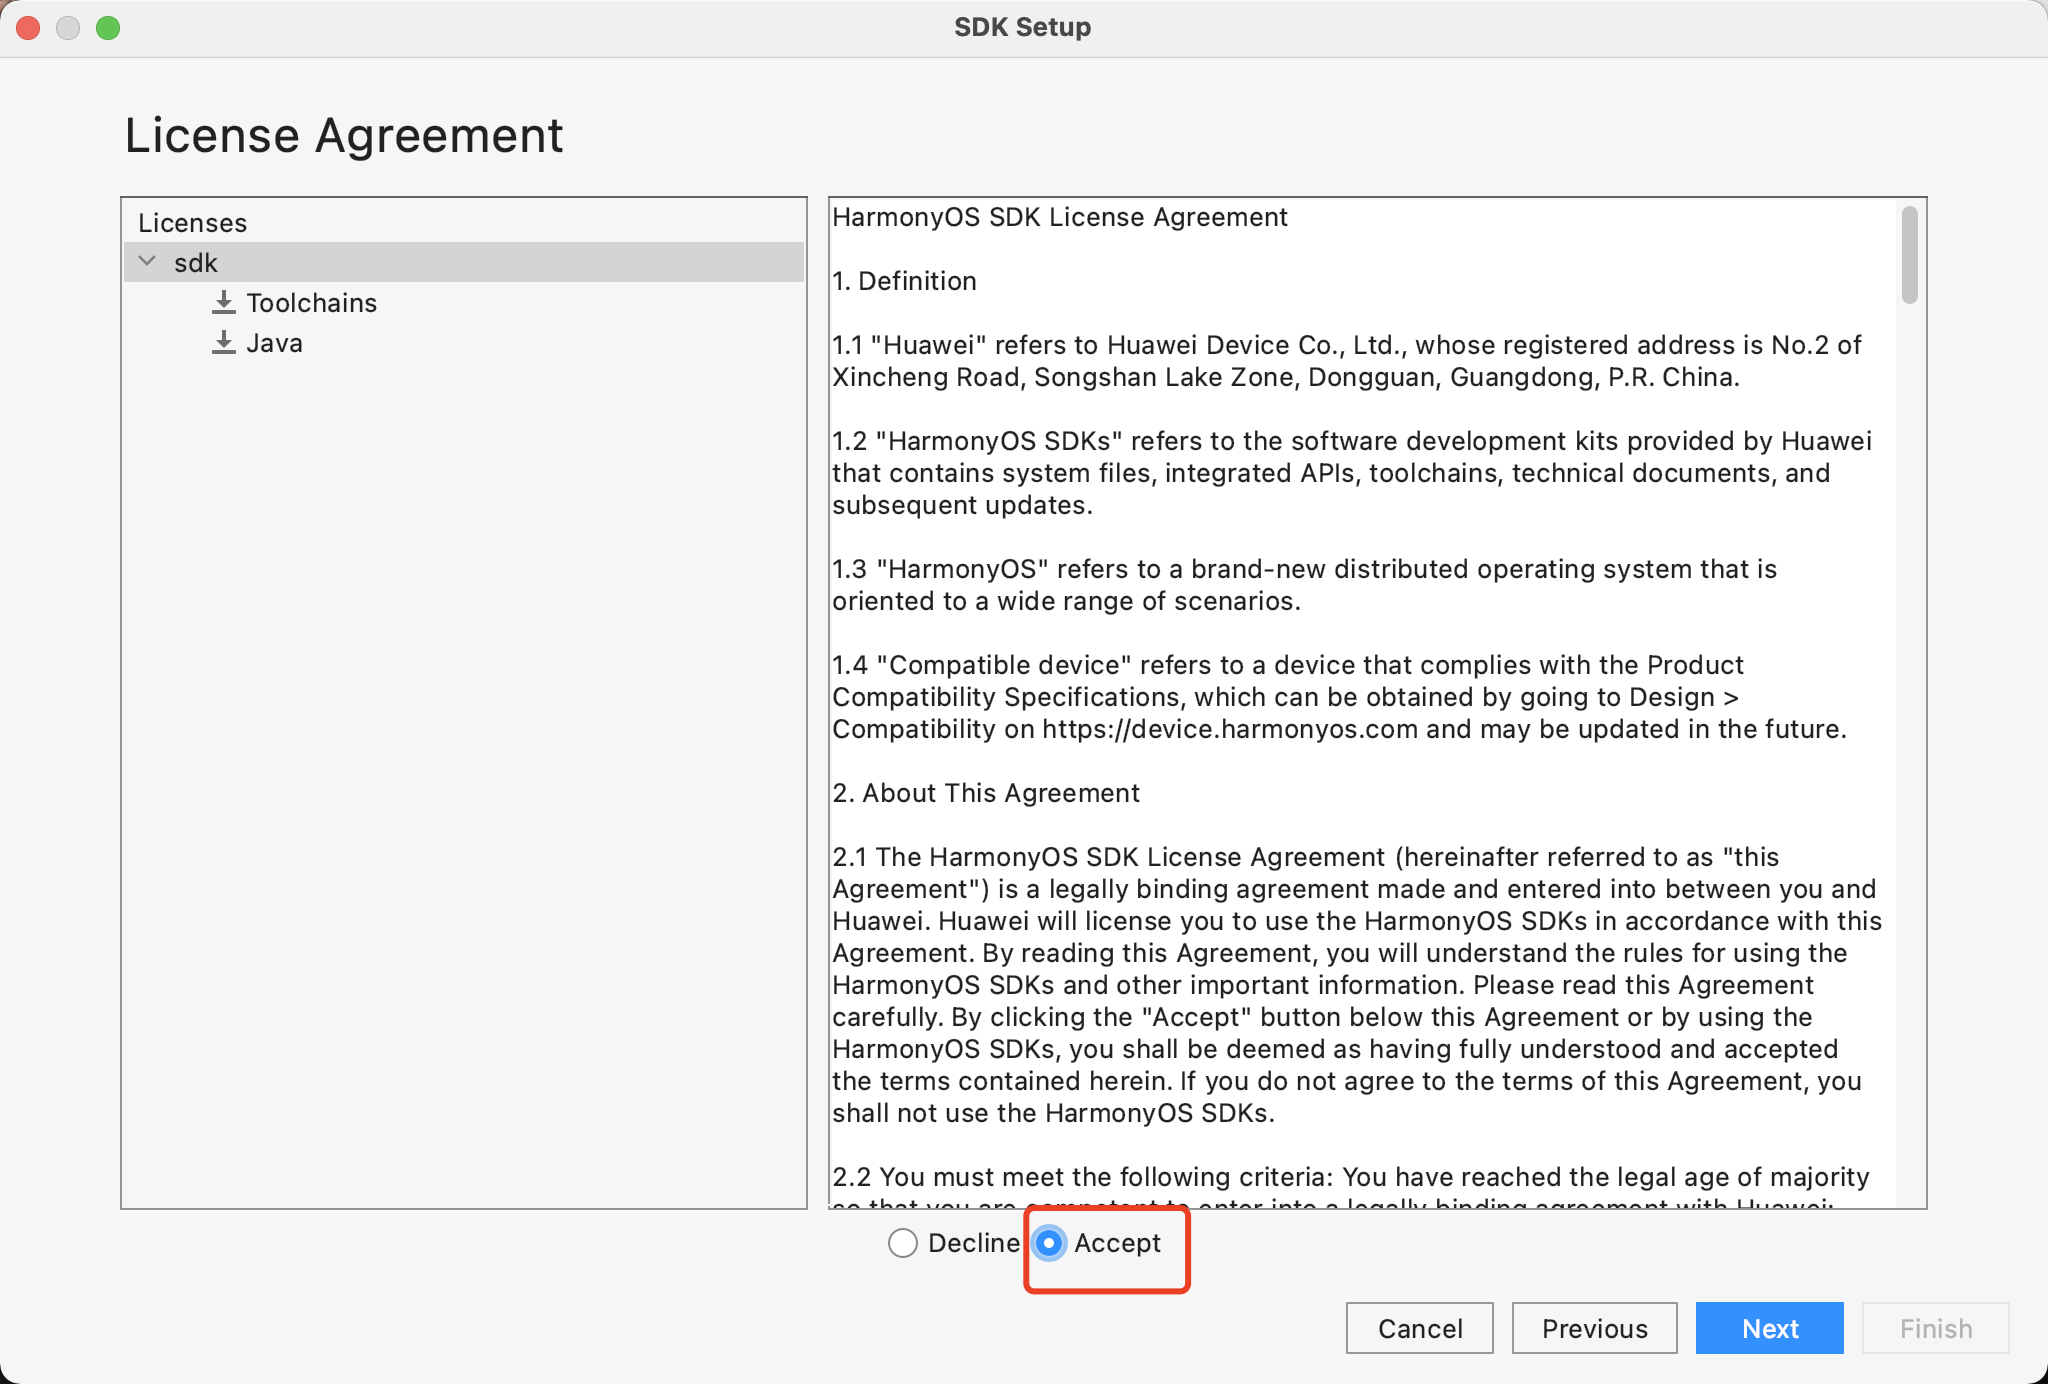 SDK Setup
License Agreement
Licenses
sdk
Toolchains
Java
HarmonyOS SDK License Agreement
1. Definition
1.1 "Huawei" refers to Huawei Device Co., Ltd., whose registered address is No.2 of
Xincheng Road, Songshan Lake Zone, Dongguan, Guangdong, P.R. China.
1.2 "HarmonyOS SDKs" refers to the software development kits provided by Huawei
that contains system files, integrated APIs, toolchains, technical documents, and
subsequent updates.
1.3 "HarmonyOS" refers to a brand-new distributed operating system that is
oriented to a wide range of scenarios.
1.4 "Compatible device" refers to a device that complies with the Product
Compatibility Specifications, which can be obtained by going to Design >
Compatibility on https://device.harmonyos.com and may be updated in the future.
2. About This Agreement
2.1 The HarmonyOS SDK License Agreement (hereinafter referred to as "this
Agreement") is a legally binding agreement made and entered into between you and
Huawei. Huawei will license you to use the HarmonyOS SDKs in accordance with this
Agreement. By reading this Agreement, you will understand the rules for using the
HarmonyOS SDKs and other important information. Please read this Agreement
carefully. By clicking the "Accept" button below this Agreement or by using the
HarmonyOS SDKs, you shall be deemed as having fully understood and accepted
the terms contained herein. If you do not agree to the terms of this Agreement, you
shall not use the HarmonyOS SDKs.
2.2 You must meet the following criteria: You have reached the legal age of majority
so that you are competent to enter into a legally binding agreement with Huawei;
Decline
Accept
Cancel
Previous
Next
Finish